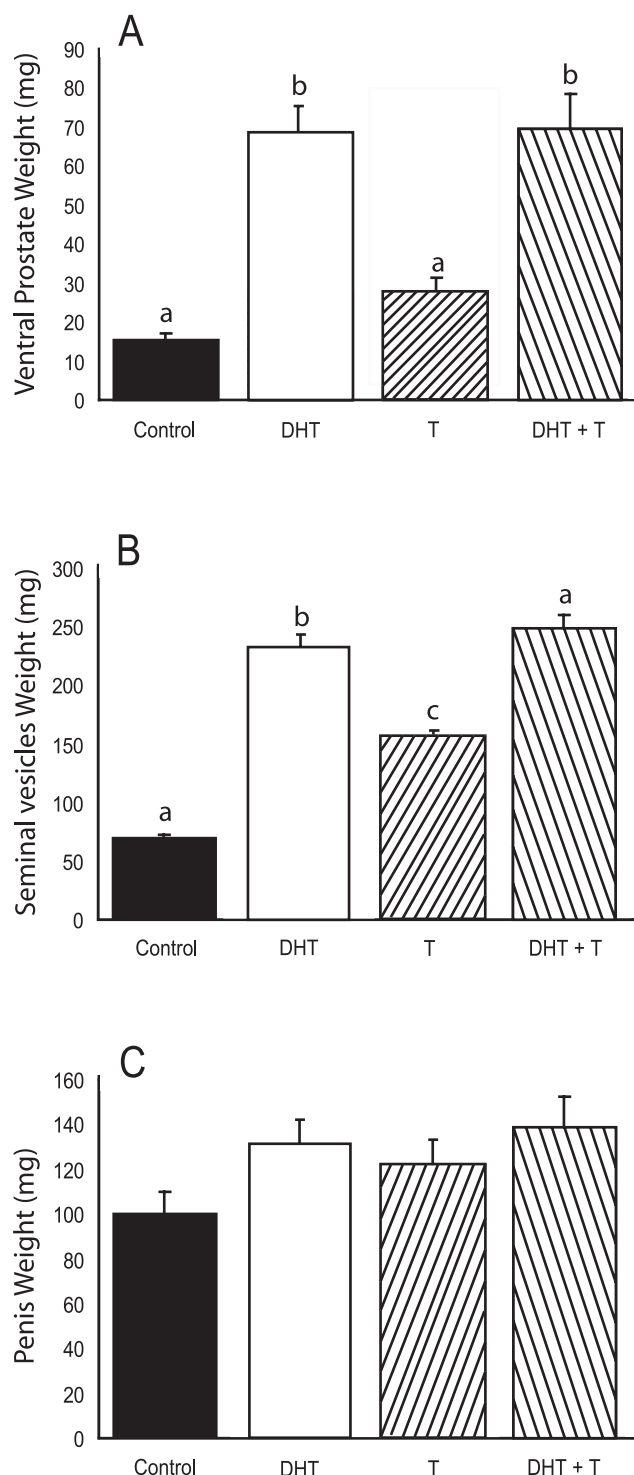 A
Ventral Prostate Weight (mg)
90
80
70
60
50
40
30
20
10
0
a
b
a
b
Control DHT T DHT + T
B
Seminal vesicles Weight (mg)
300
250
200
150
100
50
0
a
b
c
a
Control DHT T DHT + T
C
Penis Weight (mg)
160
140
120
100
80
60
40
20
0
Control DHT T DHT + T